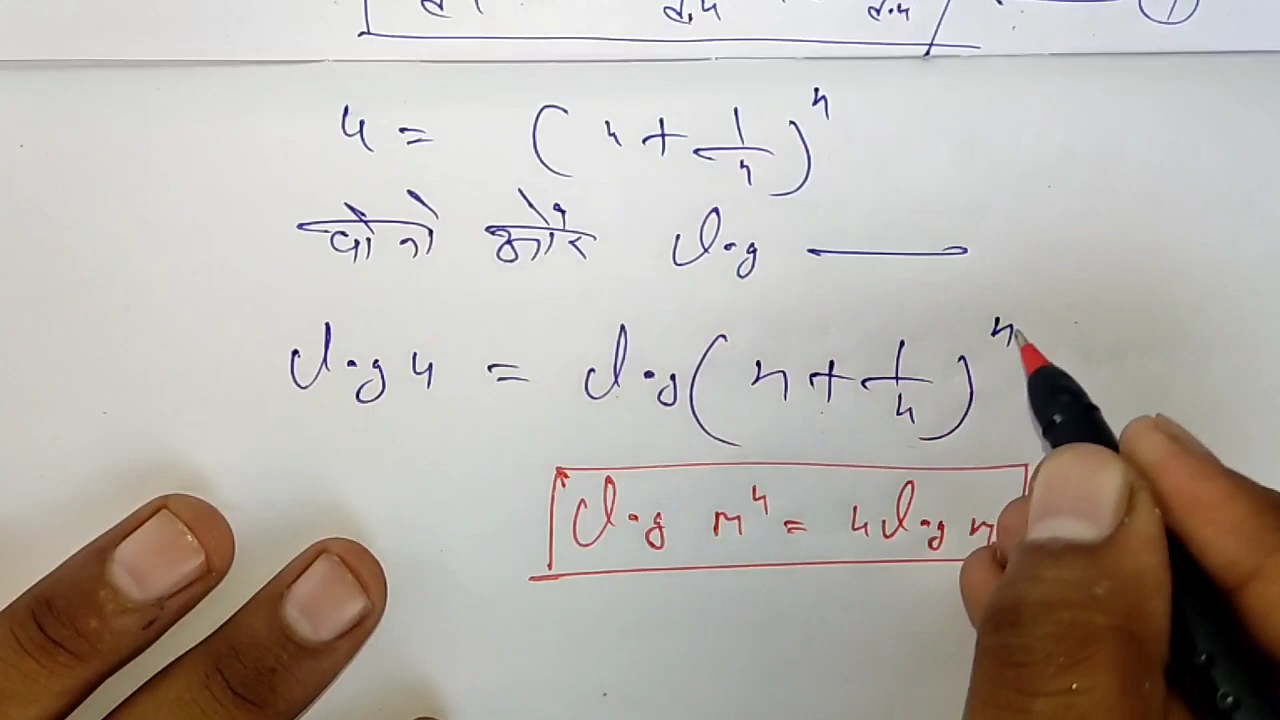 u = (x + 1/x)^x
दोनो ओर log —
log u = log(x + 1/x)^x
log m^n = n log m